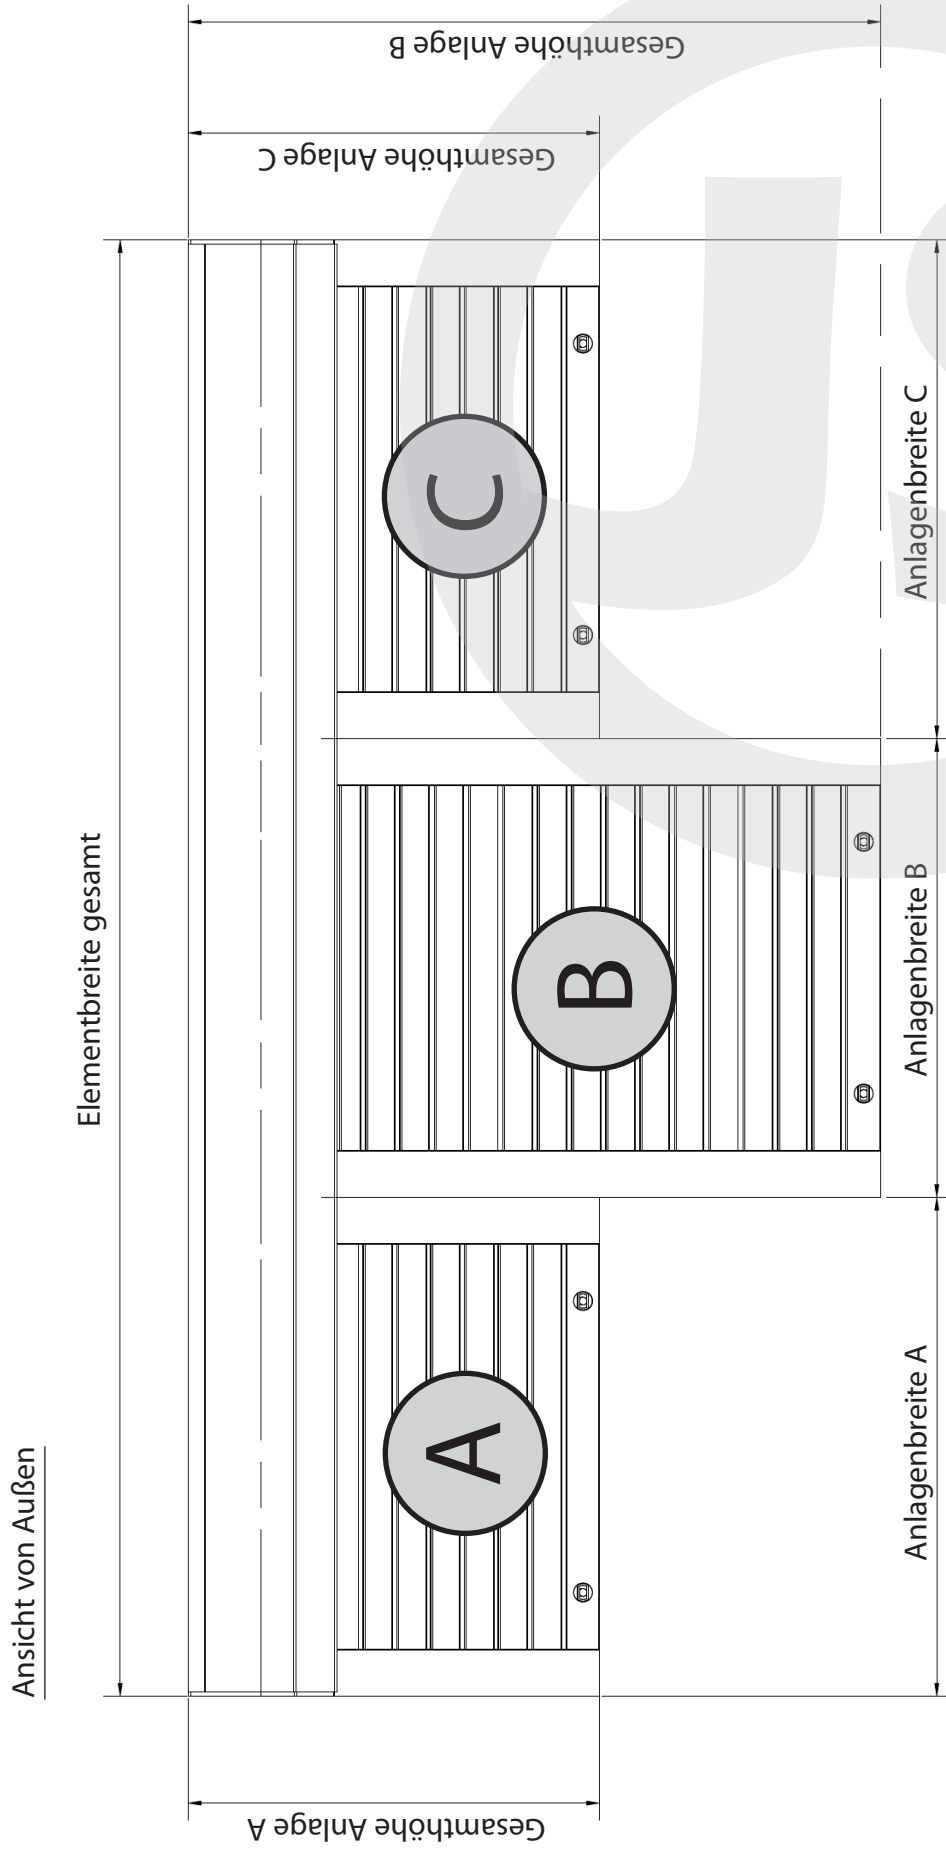 Ansicht von Außen
Elementbreite gesamt
Gesamthöhe Anlage A
Gesamthöhe Anlage C
Gesamthöhe Anlage B
A
B
C
Anlagenbreite A
Anlagenbreite B
Anlagenbreite C